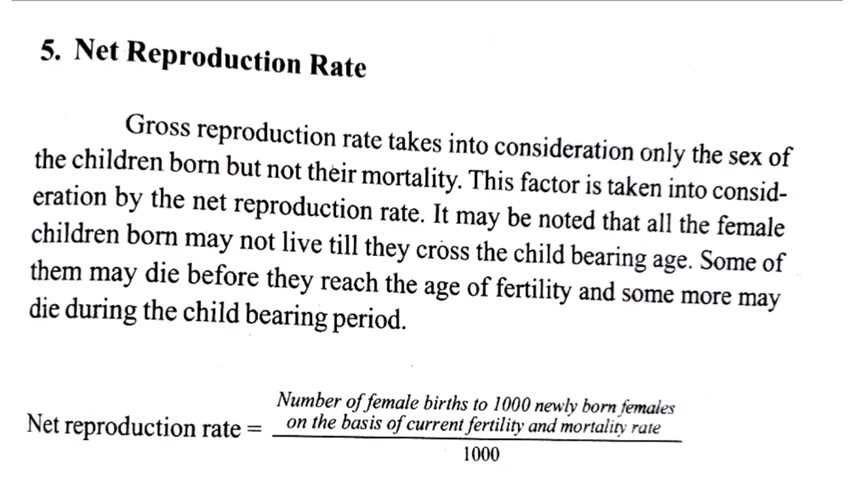 5. Net Reproduction Rate
Gross reproduction rate takes into consideration only the sex of
the children born but not their mortality. This factor is taken into consid-
eration by the net reproduction rate. It may be noted that all the female
children born may not live till they cross the child bearing age. Some of
them may die before they reach the age of fertility and some more may
die during the child bearing period.
Number of female births to 1000 newly born females
on the basis of current fertility and mortality rate
Net reproduction rate =
1000